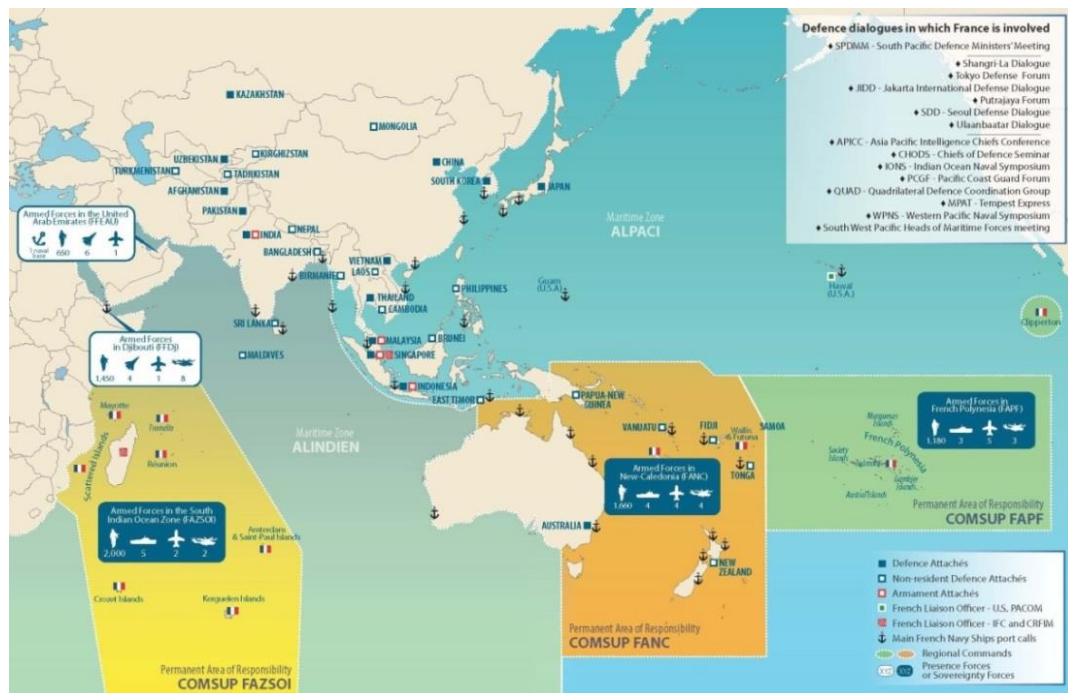 Defence dialogues in which France is involved
♦ SPDMM - South Pacific Defence Ministers' Meeting
♦ Shangri-La Dialogue
♦ Tokyo Defense Forum
♦ JIDD - Jakarta International Defense Dialogue
♦ Putrajaya Forum
♦ SDD - Seoul Defense Dialogue
♦ Ulaanbaatar Dialogue
♦ APICC - Asia Pacific Intelligence Chiefs Conference
♦ CHODS - Chiefs of Defence Seminar
♦ IONS - Indian Ocean Naval Symposium
♦ PCGF - Pacific Coast Guard Forum
♦ QUAD - Quadrilateral Defence Coordination Group
♦ MPAT - Tempest Express
♦ WPNS - Western Pacific Naval Symposium
♦ South West Pacific Heads of Maritime Forces meeting
KAZAKHSTAN
MONGOLIA
UZBEKISTAN
KIRGHIZSTAN
TURKMENISTAN
TADJIKISTAN
AFGHANISTAN
PAKISTAN
CHINA
SOUTH KOREA
JAPAN
INDIA
NEPAL
BANGLADESH
BIRMANIE
VIETNAM
LAOS
THAILAND
CAMBODIA
PHILIPPINES
SRI LANKA
MALDIVES
MALAYSIA
BRUNEI
SINGAPORE
INDONESIA
EAST TIMOR
PAPUA-NEW
GUINEA
Maritime Zone
ALPACI
Guam
(U.S.A.)
Hawaï
(U.S.A.)
Clipperton
Armed Forces in the United
Arab Emirates (FFEAU)
1 naval
base
650
6
1
Armed Forces
in Djibouti (FFDj)
1,450
4
1
8
Mayotte
Tromelin
Réunion
Scattered Islands
Maritime Zone
ALINDIEN
Armed Forces in the South
Indian Ocean Zone (FAZSOI)
2,000
5
2
2
Amsterdam
& Saint-Paul Islands
Crozet Islands
Kerguelen Islands
Permanent Area of Responsibility
COMSUP FAZSOI
VANUATU
FIDJI
Wallis
& Futuna
SAMOA
TONGA
Armed Forces in
New-Caledonia (FANC)
1,660
4
4
4
AUSTRALIA
NEW
ZEALAND
Permanent Area of Responsibility
COMSUP FANC
Marquesas
Islands
French Polynesia
Society
Islands
Gambier
Islands
Austral Islands
Armed Forces in
French Polynesia (FAPF)
1,180
3
5
3
Permanent Area of Responsibility
COMSUP FAPF
Defence Attachés
Non-resident Defence Attachés
Armament Attachés
French Liaison Officer - U.S. PACOM
French Liaison Officer - IFC and CRFIM
Main French Navy Ships port calls
Regional Commands
XYZ XYZ Presence Forces
or Sovereignty Forces